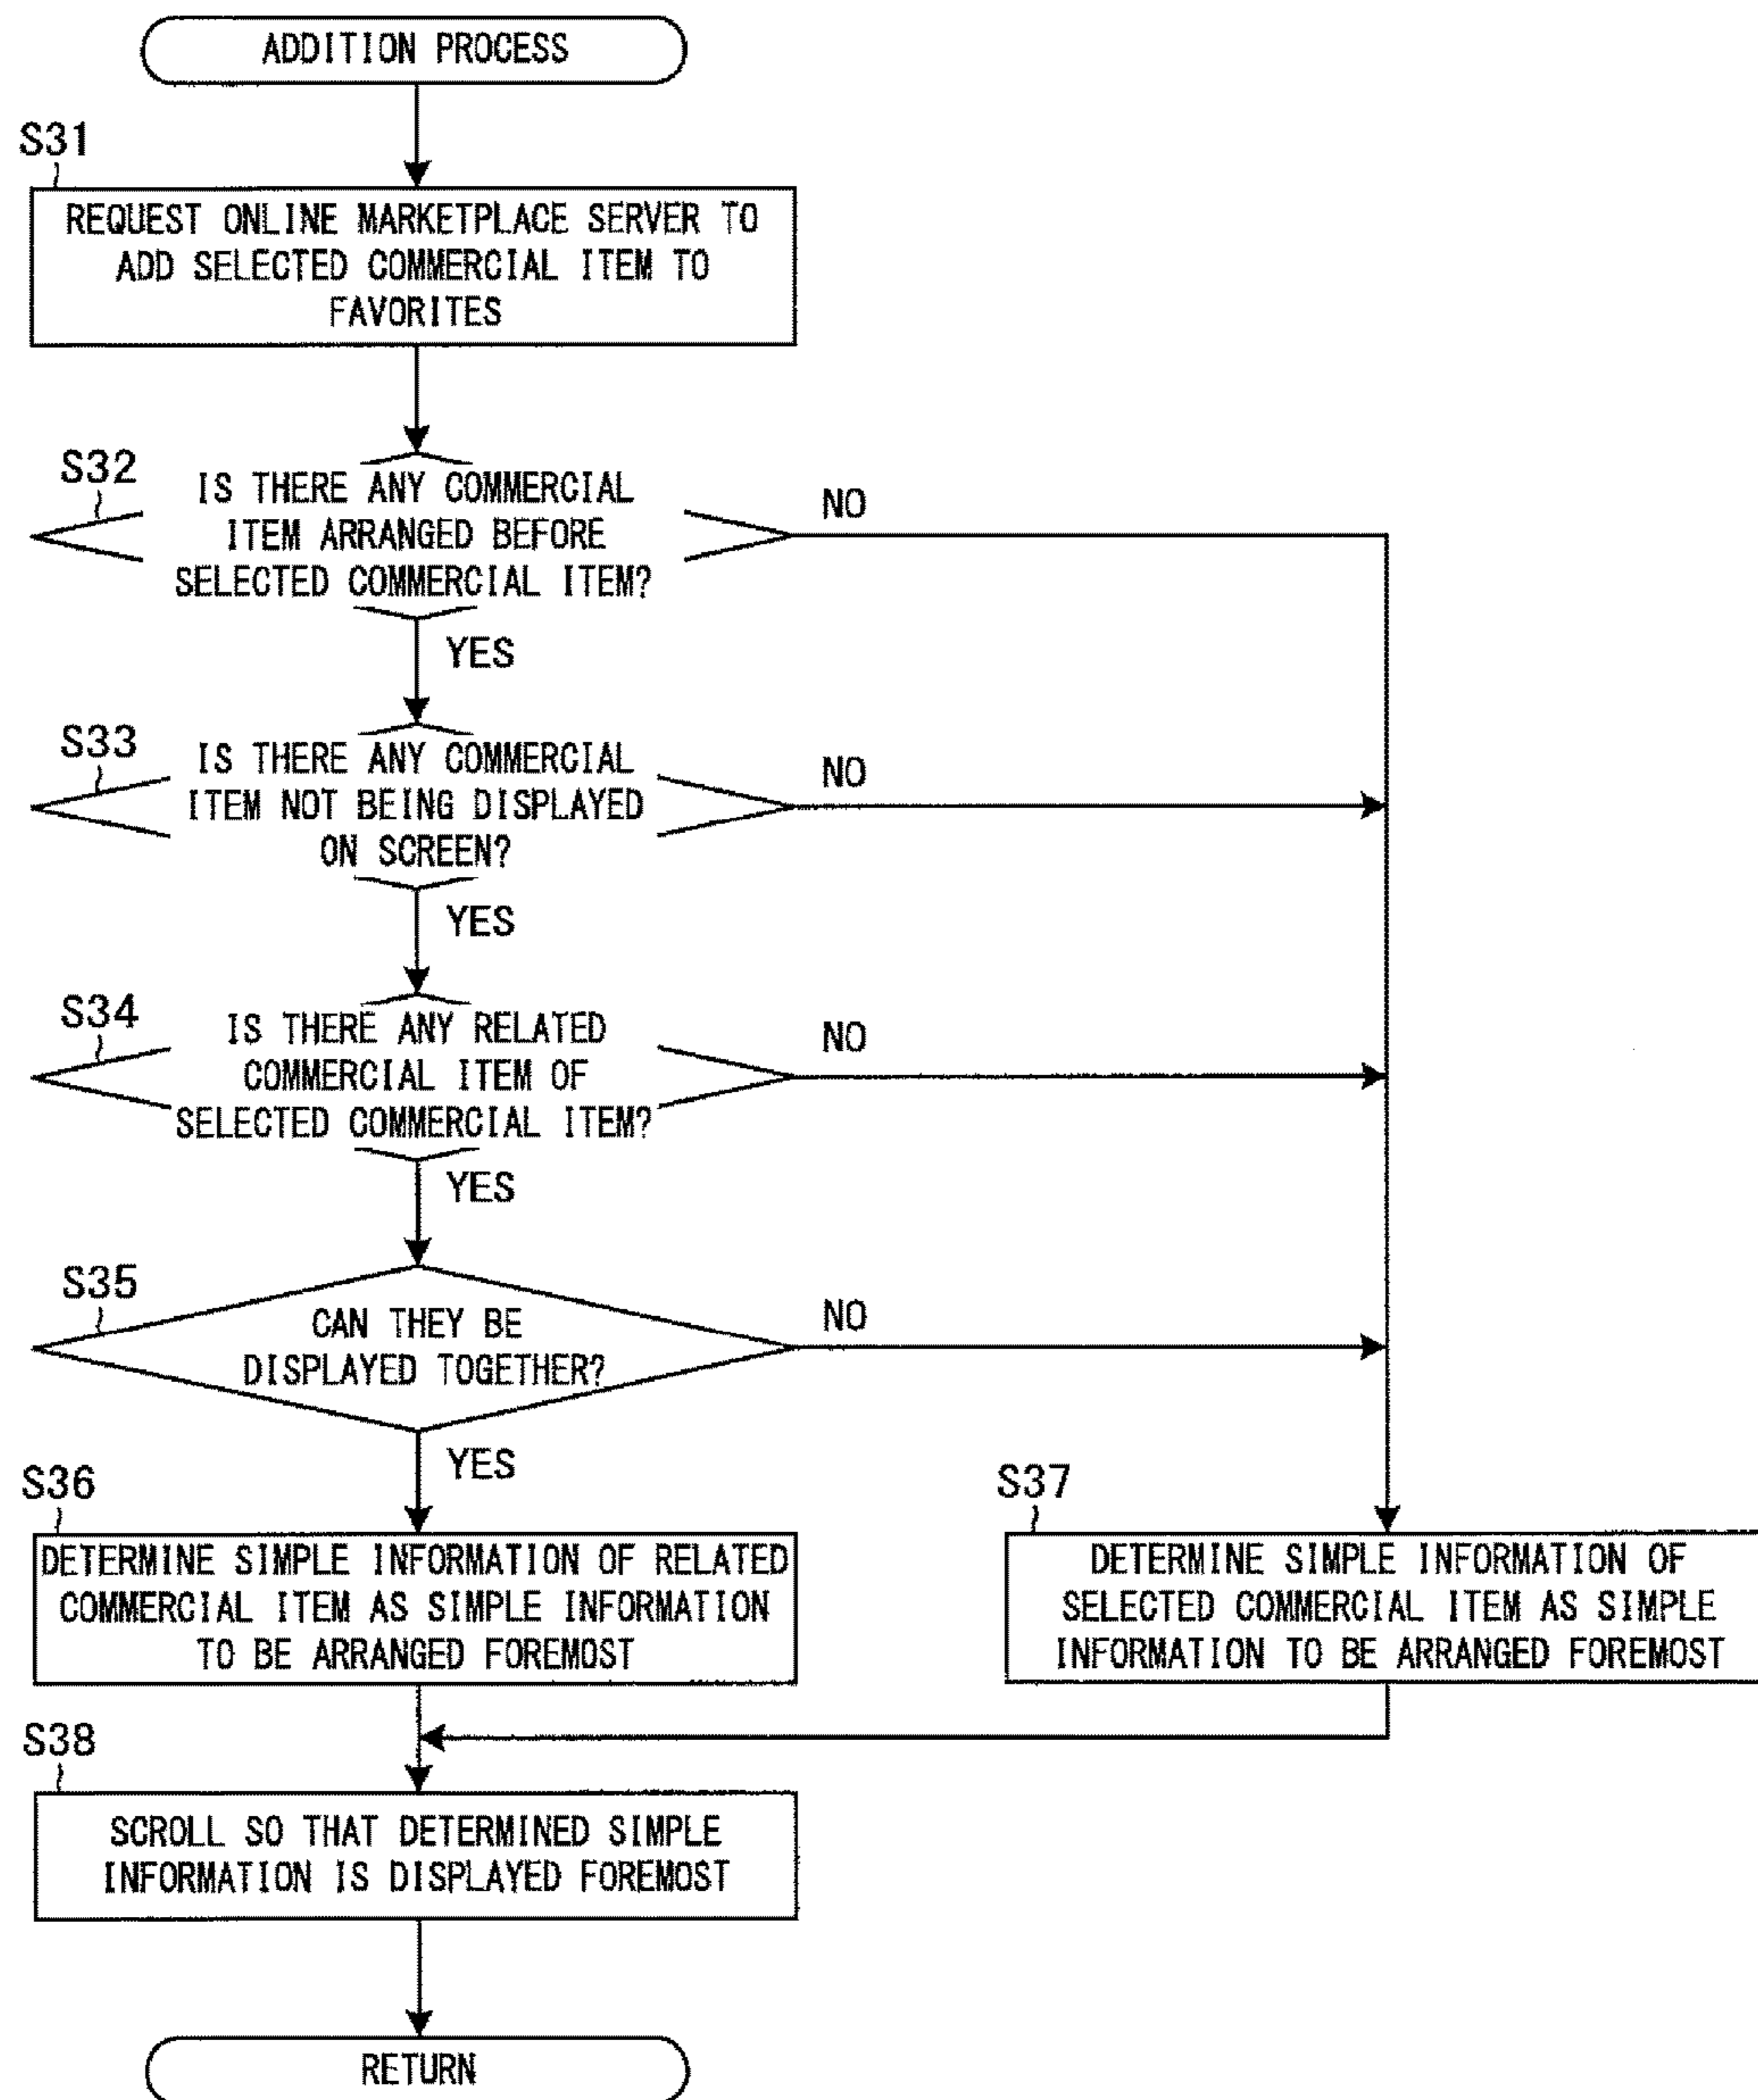 ADDITION PROCESS
S31
REQUEST ONLINE MARKETPLACE SERVER TO
ADD SELECTED COMMERCIAL ITEM TO
FAVORITES
S32
IS THERE ANY COMMERCIAL
ITEM ARRANGED BEFORE
SELECTED COMMERCIAL ITEM?
NO
YES
S33
IS THERE ANY COMMERCIAL
ITEM NOT BEING DISPLAYED
ON SCREEN?
NO
YES
S34
IS THERE ANY RELATED
COMMERCIAL ITEM OF
SELECTED COMMERCIAL ITEM?
NO
YES
S35
CAN THEY BE
DISPLAYED TOGETHER?
NO
YES
S36
DETERMINE SIMPLE INFORMATION OF RELATED
COMMERCIAL ITEM AS SIMPLE INFORMATION
TO BE ARRANGED FOREMOST
S37
DETERMINE SIMPLE INFORMATION OF
SELECTED COMMERCIAL ITEM AS SIMPLE
INFORMATION TO BE ARRANGED FOREMOST
S38
SCROLL SO THAT DETERMINED SIMPLE
INFORMATION IS DISPLAYED FOREMOST
RETURN